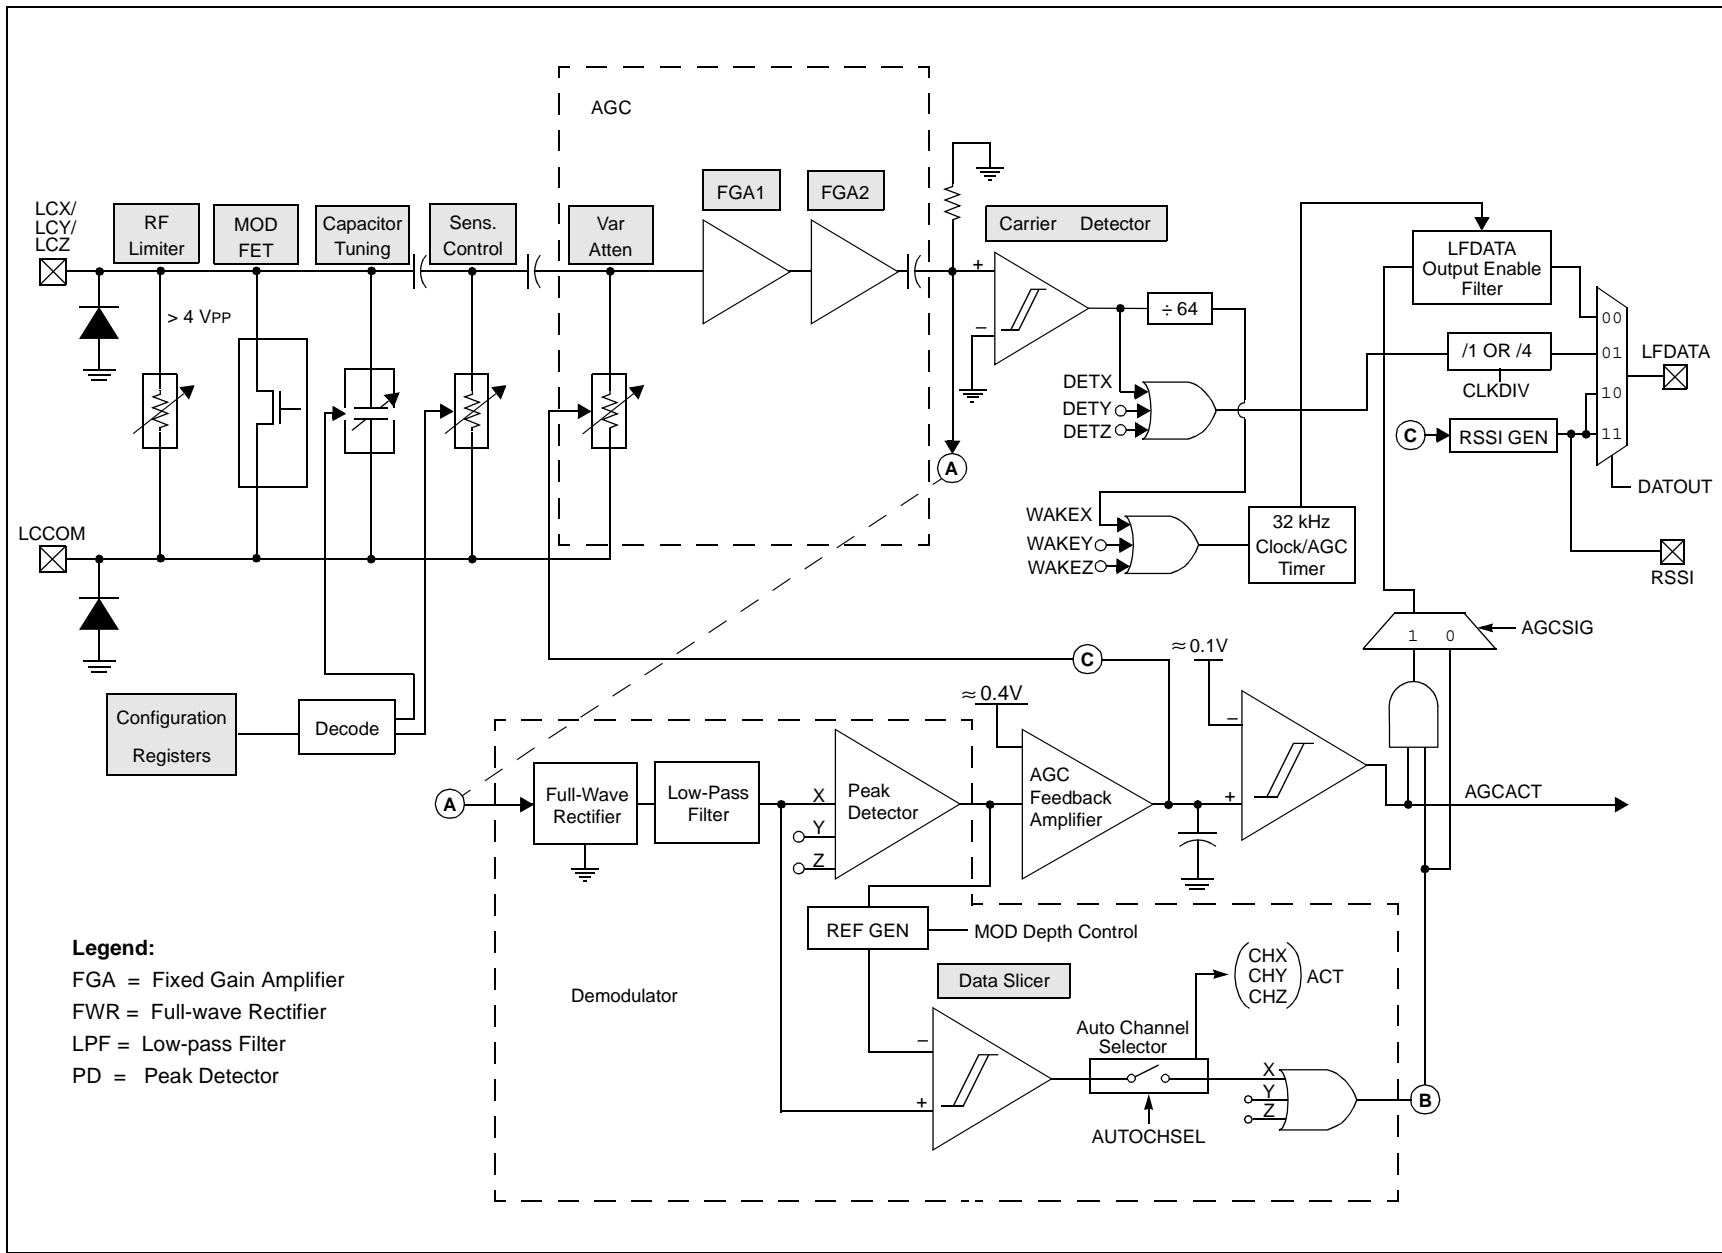 AGC
LCX/
LCY/
LCZ
RF
Limiter
MOD
FET
Capacitor
Tuning
Sens.
Control
Var
Atten
FGA1
FGA2
Carrier Detector
+
–
÷ 64
> 4 VPP
LFDATA
Output Enable
Filter
00
01
10
11
/1 OR /4
CLKDIV
LFDATA
C
RSSI GEN
DATOUT
RSSI
DETX
DETY
DETZ
A
WAKEX
WAKEY
WAKEZ
32 kHz
Clock/AGC
Timer
LCCOM
1 0
AGCSIG
C
≈ 0.1V
≈ 0.4V
Configuration
Registers
Decode
A
Full-Wave
Rectifier
Low-Pass
Filter
X
Y
Z
Peak
Detector
AGC
Feedback
Amplifier
–
+
AGCACT
REF GEN
MOD Depth Control
Demodulator
Data Slicer
–
+
Auto Channel
Selector
AUTOCHSEL
CHX
CHY
CHZ
ACT
X
Y
Z
B
Legend:
FGA = Fixed Gain Amplifier
FWR = Full-wave Rectifier
LPF = Low-pass Filter
PD = Peak Detector